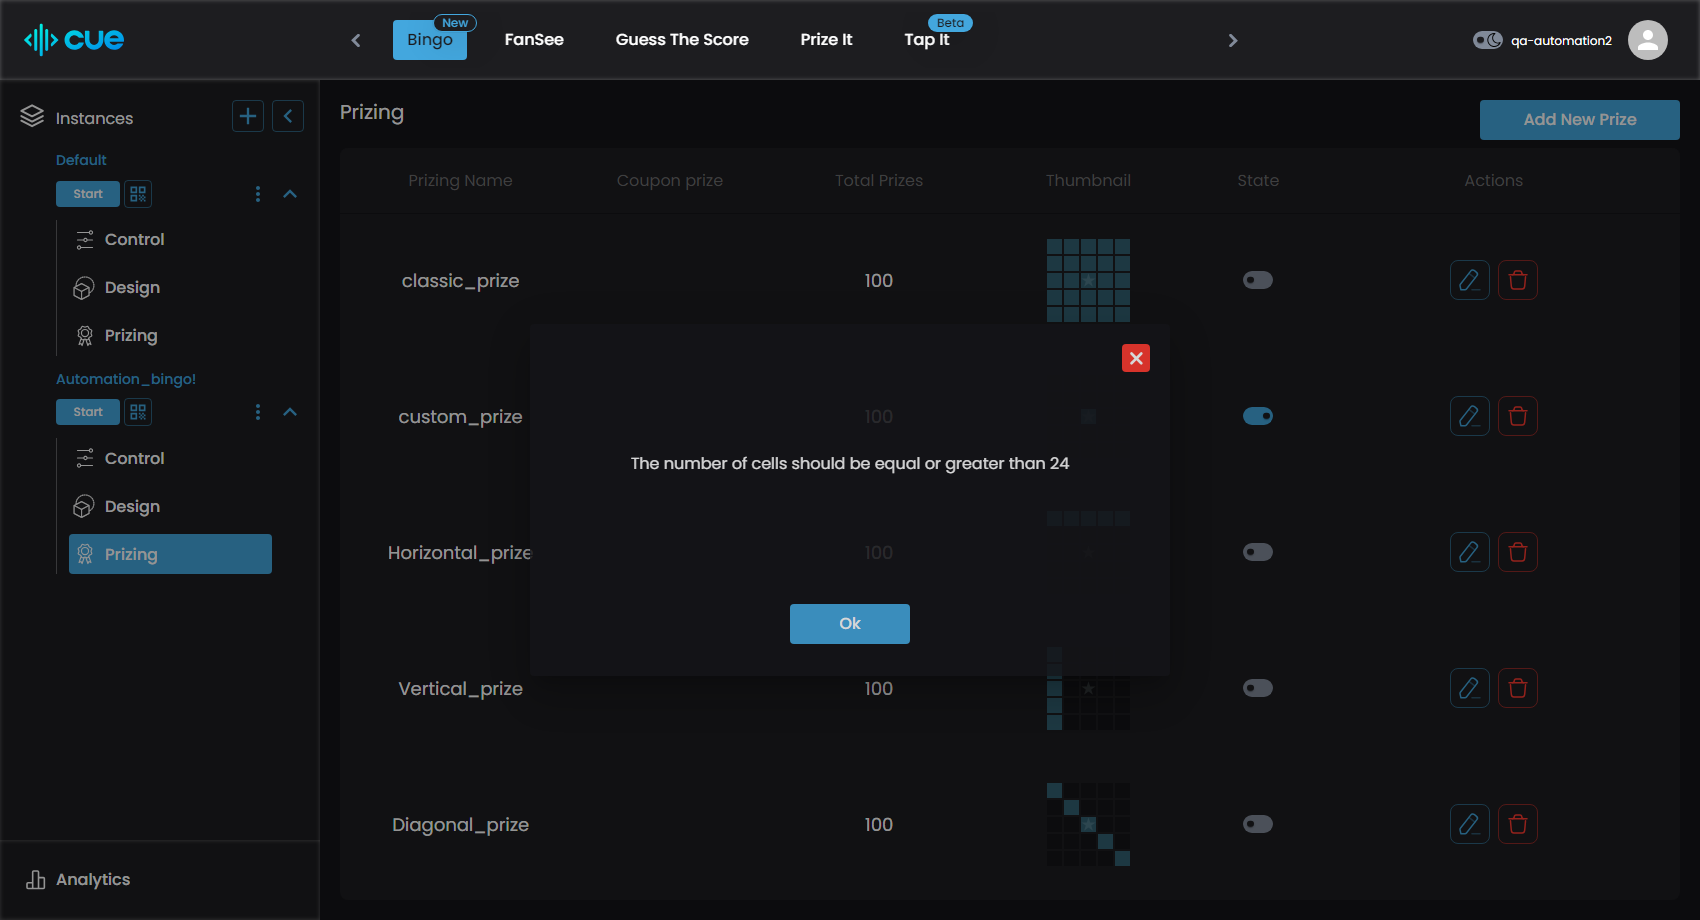 cue
Bingo
New
FanSee
Guess The Score
Prize It
Tap It
Beta
qa-automation2
Instances
Default
Start
Control
Design
Prizing
Automation_bingo!
Start
Control
Design
Prizing
Analytics
Prizing
Add New Prize
Prizing Name Coupon prize Total Prizes Thumbnail State Actions
classic_prize 100
custom_prize 100
The number of cells should be equal or greater than 24
Horizontal_prize 100
Ok
Vertical_prize 100
Diagonal_prize 100